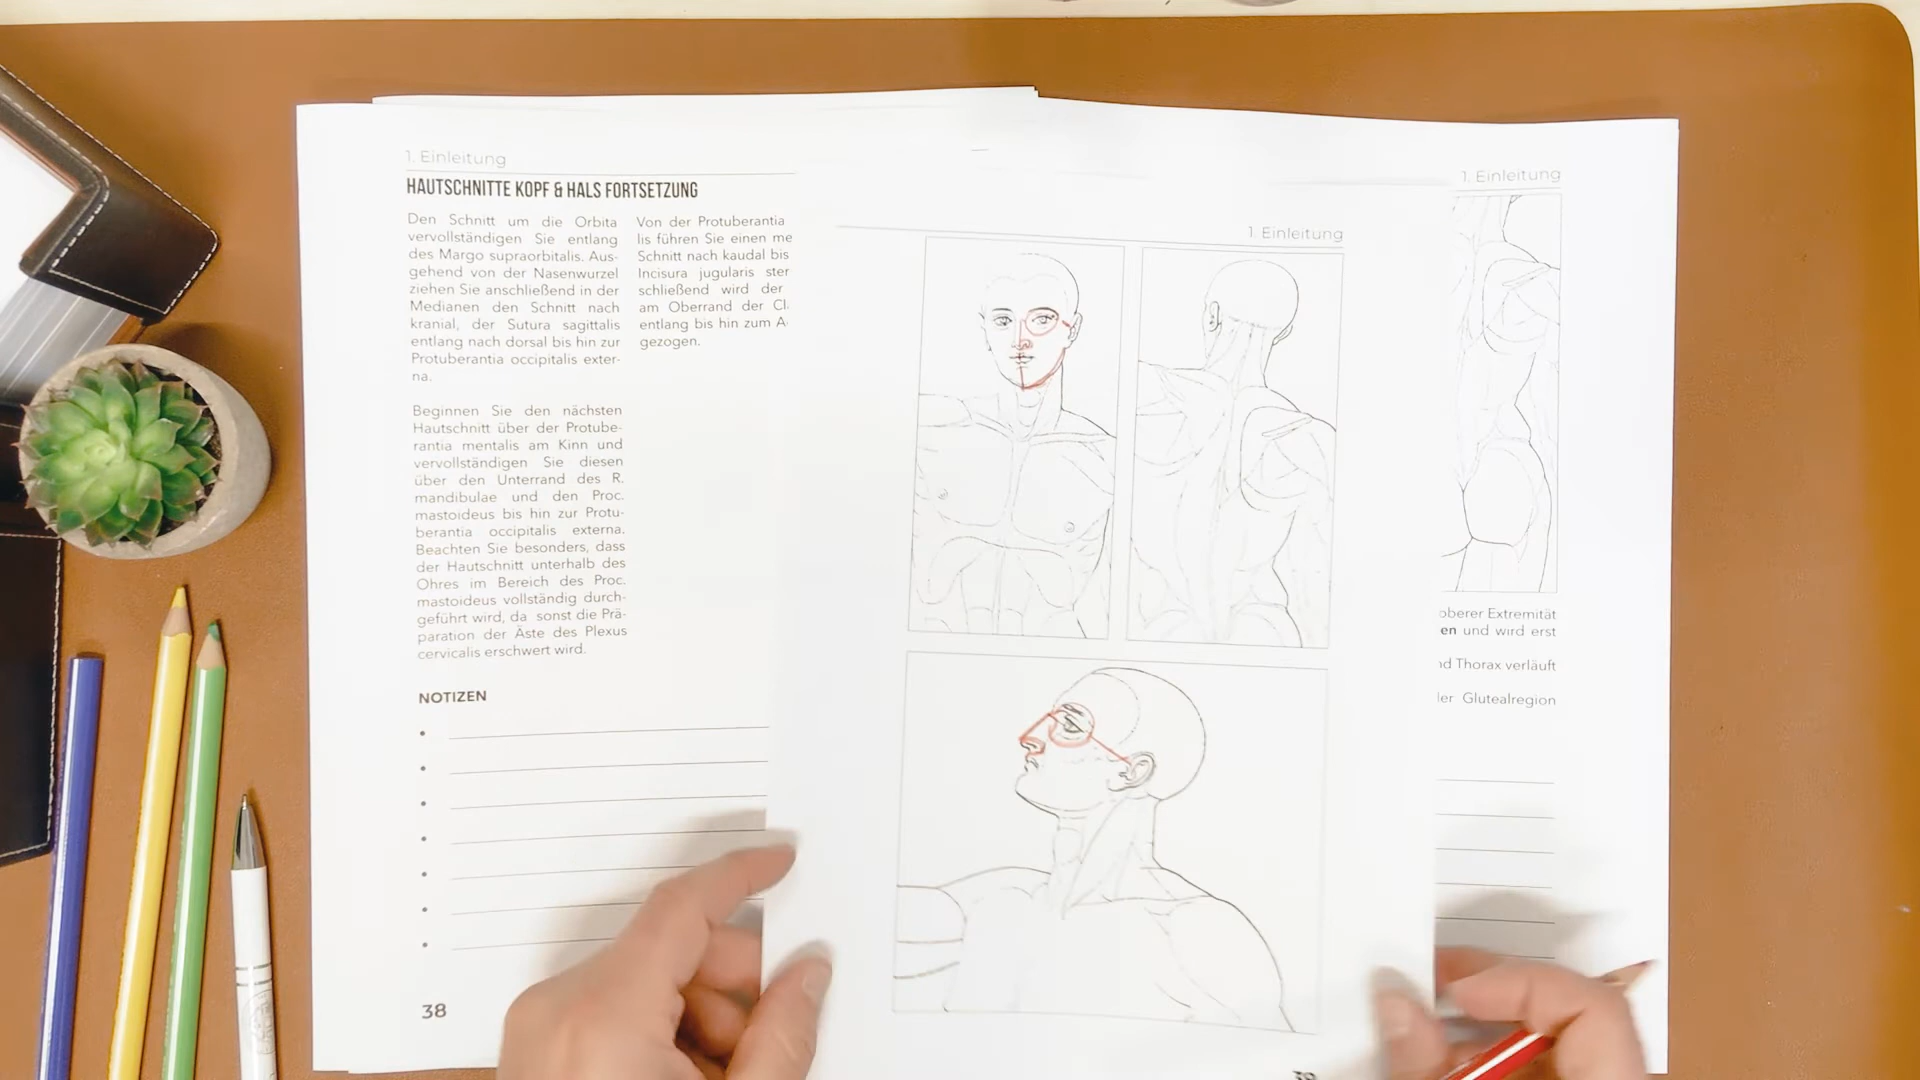 1. Einleitung
HAUTSCHNITTE KOPF & HALS FORTSETZUNG
Den Schnitt um die Orbita
vervollständigen Sie entlang
des Margo supraorbitalis. Aus-
gehend von der Nasenwurzel
ziehen Sie anschließend in der
Medianen den Schnitt nach
kranial, der Sutura sagittalis
entlang nach dorsal bis hin zur
Protuberantia occipitalis exter-
na.
Beginnen Sie den nächsten
Hautschnitt über der Protube-
rantia mentalis am Kinn und
vervollständigen Sie diesen
über den Unterrand des R.
mandibulae und den Proc.
mastoideus bis hin zur Protu-
berantia occipitalis externa.
Beachten Sie besonders, dass
der Hautschnitt unterhalb des
Ohres im Bereich des Proc.
mastoideus vollständig durch-
geführt wird, da sonst die Prä-
paration der Äste des Plexus
cervicalis erschwert wird.
Von der Protuberantia
lis führen Sie einen me
Schnitt nach kaudal bis
Incisura jugularis ster
schließend wird der
am Oberrand der Cl
entlang bis hin zum A
gezogen.
NOTIZEN
38
1. Einleitung
1. Einleitung
oberer Extremität
en und wird erst
nd Thorax verläuft
der Glutealregion